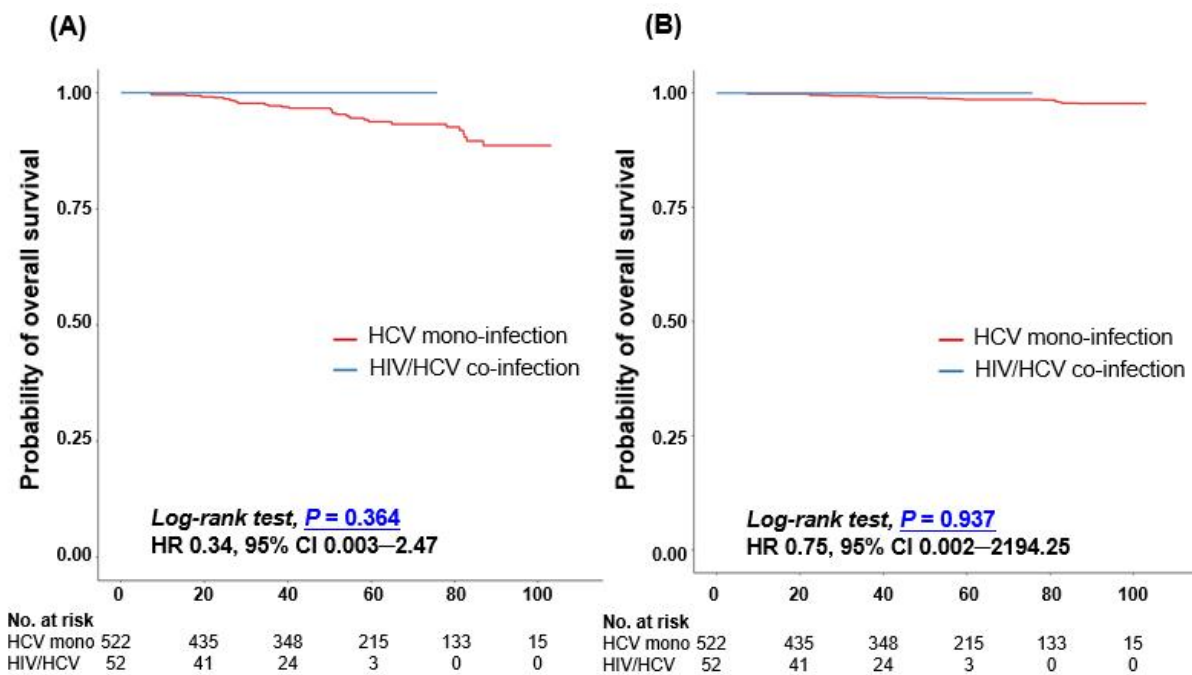 (A)
Probability of overall survival
1.00
0.75
0.50
0.25
0.00
HCV mono-infection
HIV/HCV co-infection
Log-rank test, P = 0.364
HR 0.34, 95% CI 0.003—2.47
0 20 40 60 80 100
No. at risk
HCV mono 522 435 348 215 133 15
HIV/HCV 52 41 24 3 0 0
(B)
Probability of overall survival
1.00
0.75
0.50
0.25
0.00
HCV mono-infection
HIV/HCV co-infection
Log-rank test, P = 0.937
HR 0.75, 95% CI 0.002—2194.25
0 20 40 60 80 100
No. at risk
HCV mono 522 435 348 215 133 15
HIV/HCV 52 41 24 3 0 0